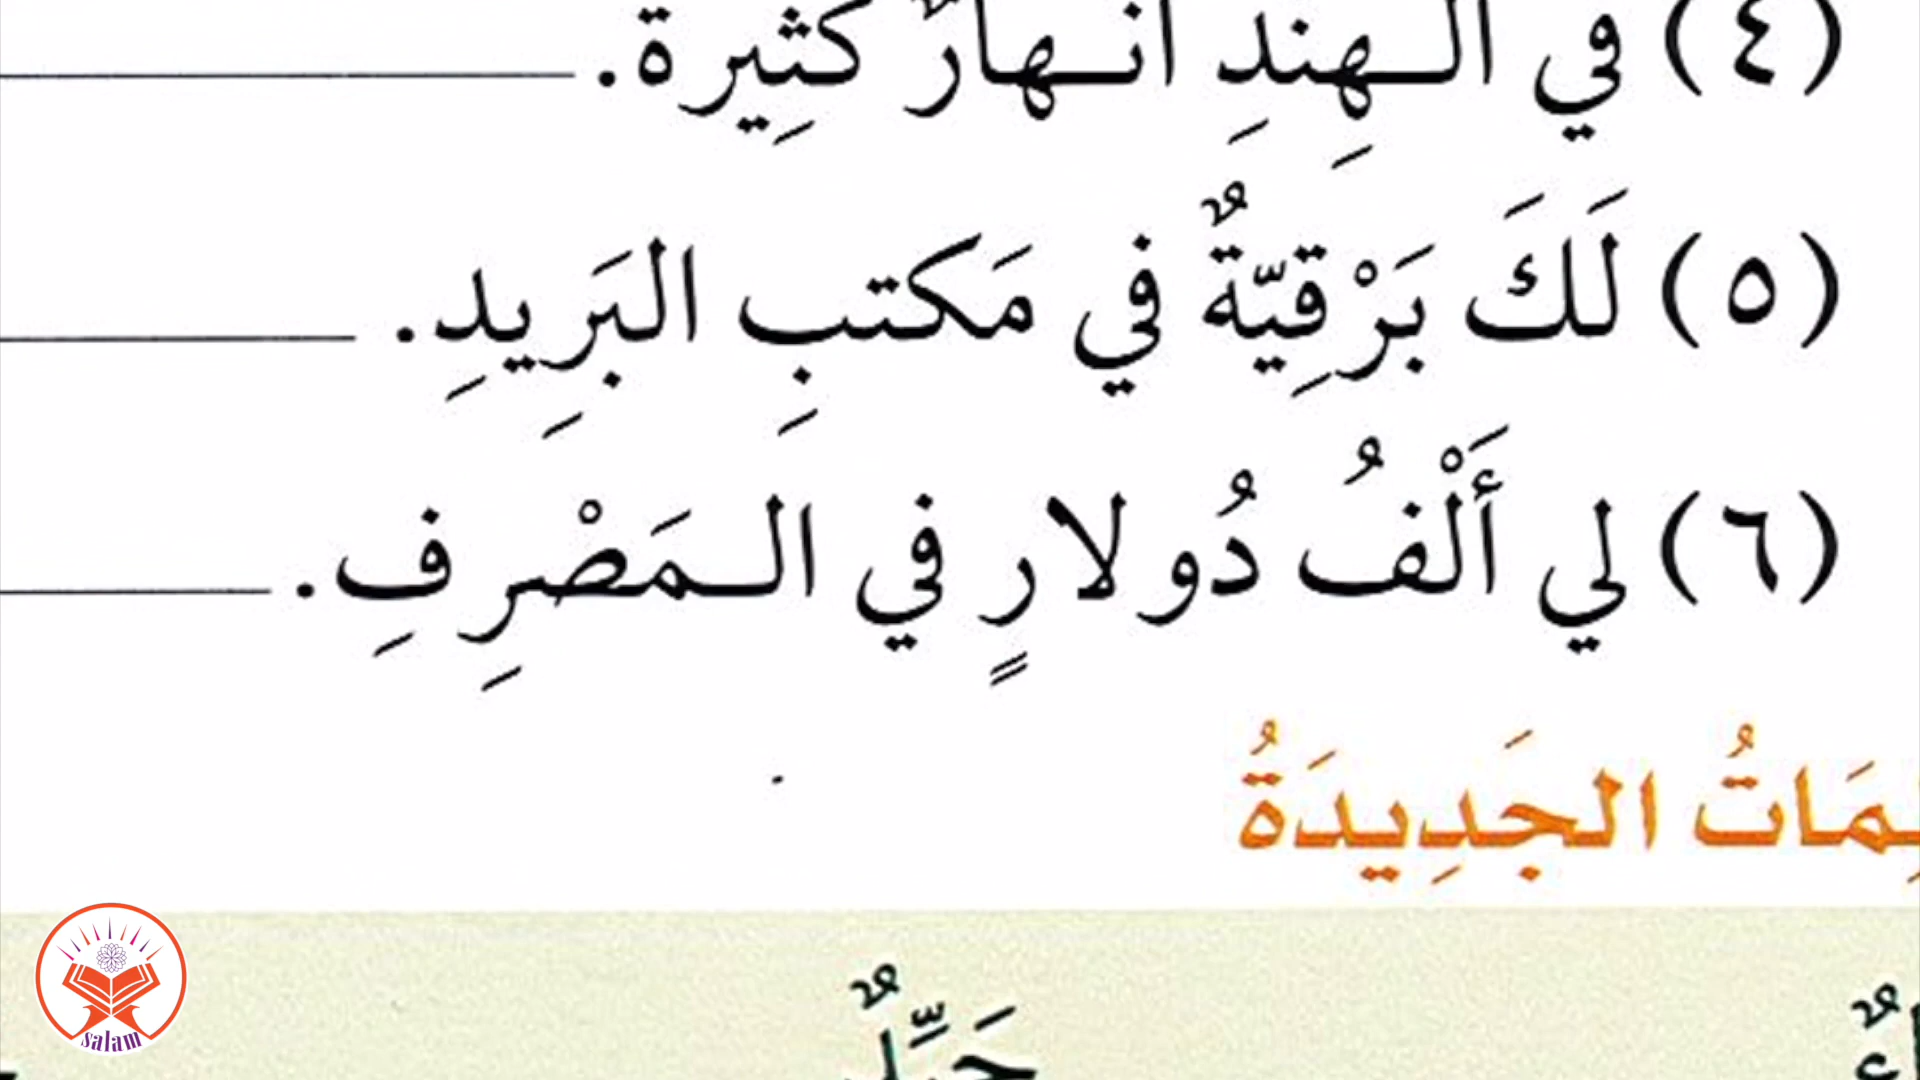 (٤) في الـهِندِ أنـهارٌ كثِيرة.
(٥) لَكَ بَرْقِيّةٌ في مَكتبِ البَرِيدِ.
(٦) لي أَلْفُ دُولارٍ في الـمَصْرِفِ.
الجَدِيدَةُ
salam